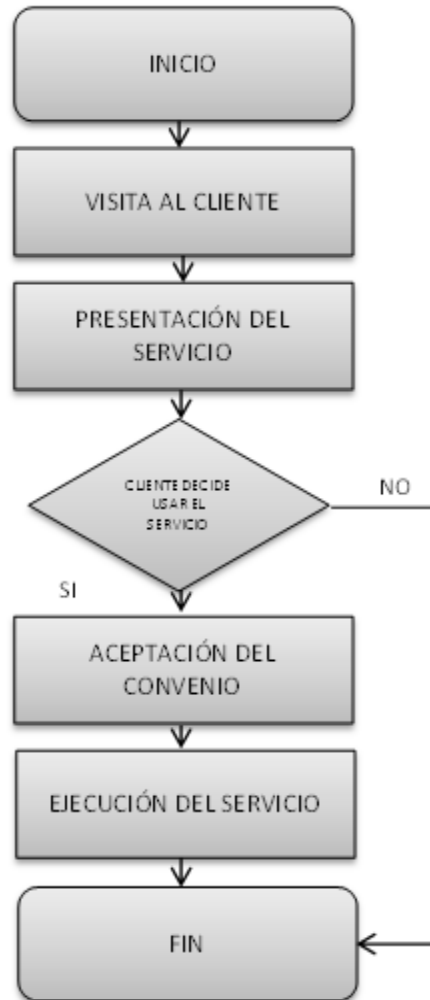 INICIO
VISITA AL CLIENTE
PRESENTACIÓN DEL
SERVICIO
CLIENTE DECIDE
USAR EL
SERVICIO
NO
SI
ACEPTACIÓN DEL
CONVENIO
EJECUCIÓN DEL SERVICIO
FIN